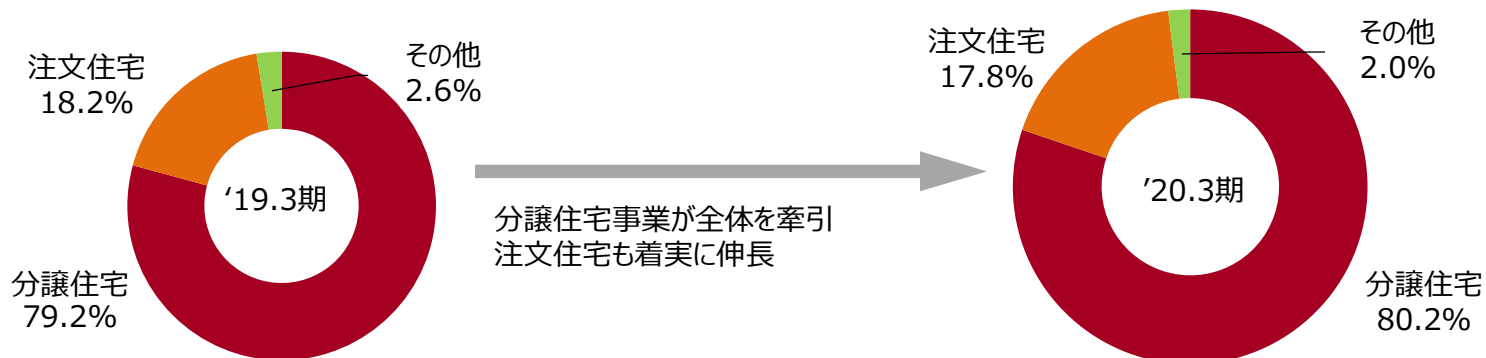 注文住宅
18.2%
その他
2.6%
‘19.3期
分譲住宅
79.2%
分譲住宅事業が全体を牽引
注文住宅も着実に伸長
注文住宅
17.8%
その他
2.0%
’20.3期
分譲住宅
80.2%